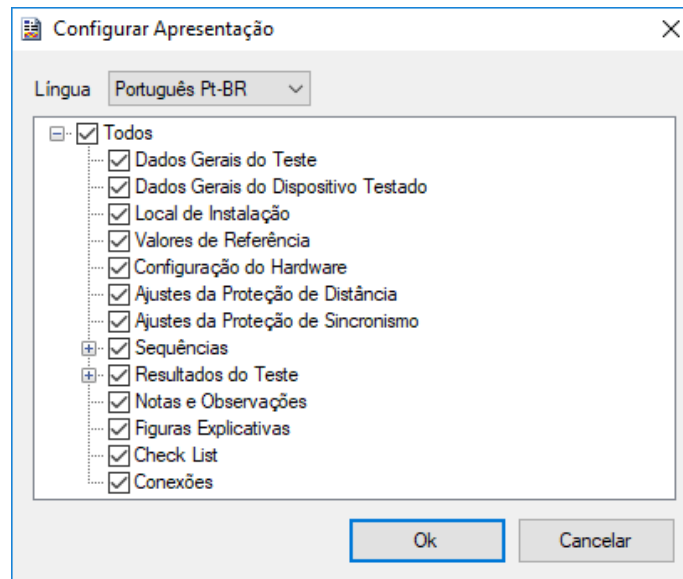 Configurar Apresentação
Língua Português Pt-BR
Todos
Dados Gerais do Teste
Dados Gerais do Dispositivo Testado
Local de Instalação
Valores de Referência
Configuração do Hardware
Ajustes da Proteção de Distância
Ajustes da Proteção de Sincronismo
Sequências
Resultados do Teste
Notas e Observações
Figuras Explicativas
Check List
Conexões
Ok Cancelar